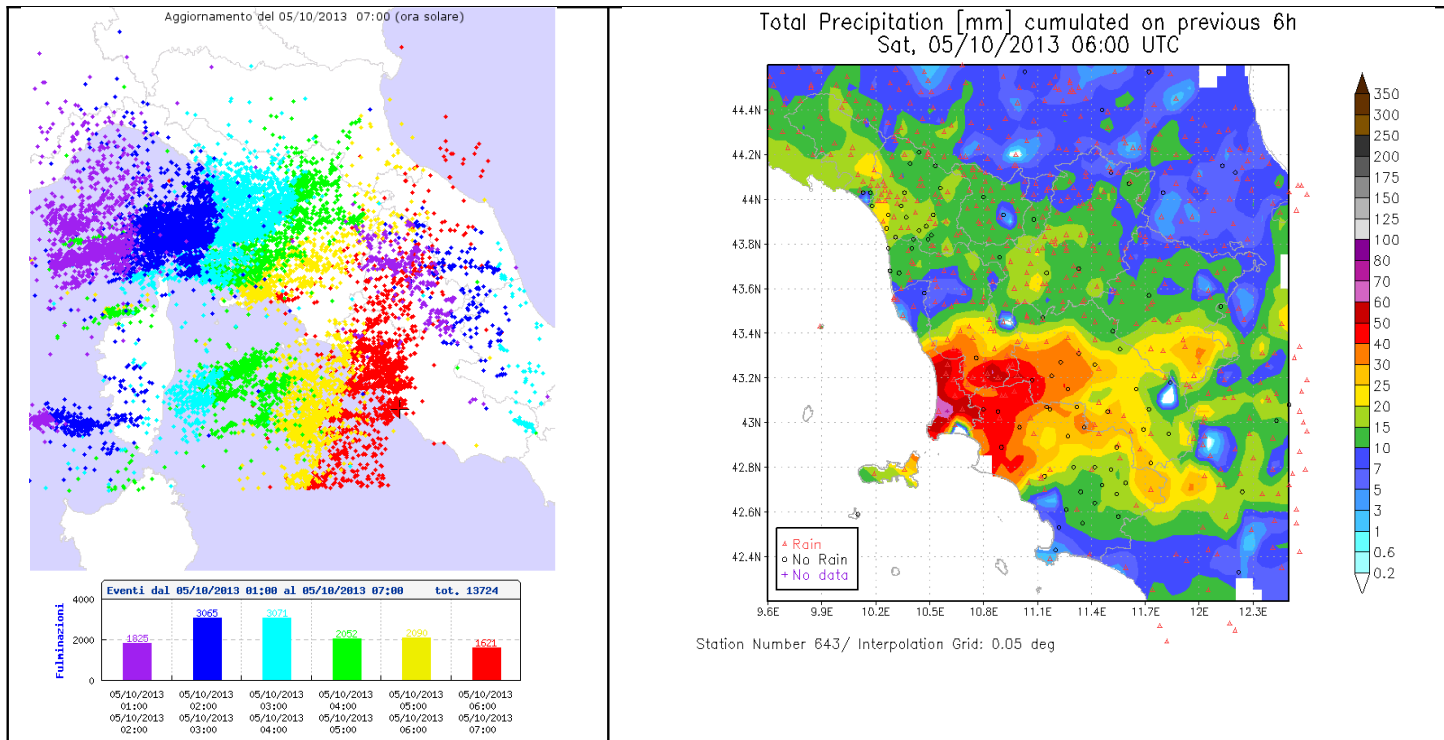 Aggiornamento del 05/10/2013 07:00 (ora solare)
Eventi dal 05/10/2013 01:00 al 05/10/2013 07:00 tot. 13724
Fulminazioni
4000
2000
0
1825
3065
3071
2052
2090
1621
05/10/2013 05/10/2013 05/10/2013 05/10/2013 05/10/2013 05/10/2013
01:00 02:00 03:00 04:00 05:00 06:00
05/10/2013 05/10/2013 05/10/2013 05/10/2013 05/10/2013 05/10/2013
02:00 03:00 04:00 05:00 06:00 07:00
Total Precipitation [mm] cumulated on previous 6h
Sat, 05/10/2013 06:00 UTC
44.4N
44.2N
44N
43.8N
43.6N
43.4N
43.2N
43N
42.8N
42.6N
42.4N
Rain
No Rain
No data
9.6E 9.9E 10.2E 10.5E 10.8E 11.1E 11.4E 11.7E 12E 12.3E
350
300
250
200
175
150
125
100
80
70
60
50
40
30
25
20
15
10
7
5
3
1
0.6
0.2
Station Number 643/ Interpolation Grid: 0.05 deg